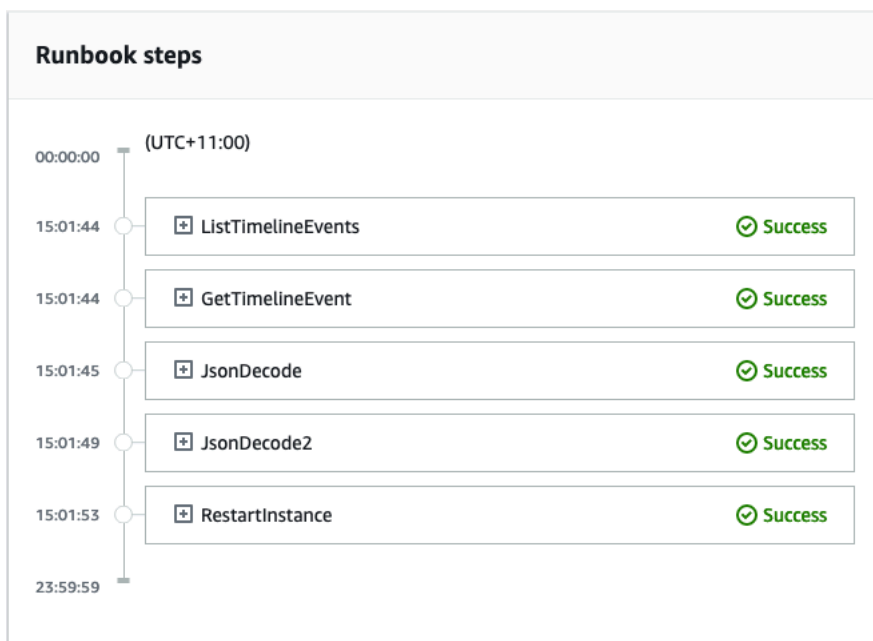 Runbook steps
(UTC+11:00)
00:00:00
15:01:44 ListTimelineEvents Success
15:01:44 GetTimelineEvent Success
15:01:45 JsonDecode Success
15:01:49 JsonDecode2 Success
15:01:53 RestartInstance Success
23:59:59